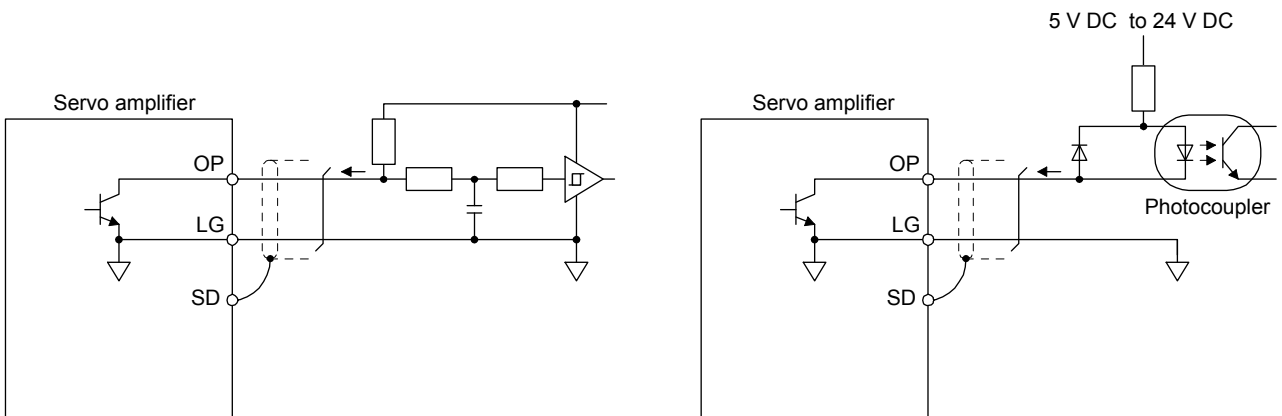 Servo amplifier
OP
LG
SD
5 V DC to 24 V DC
Servo amplifier
OP
LG
SD
Photocoupler